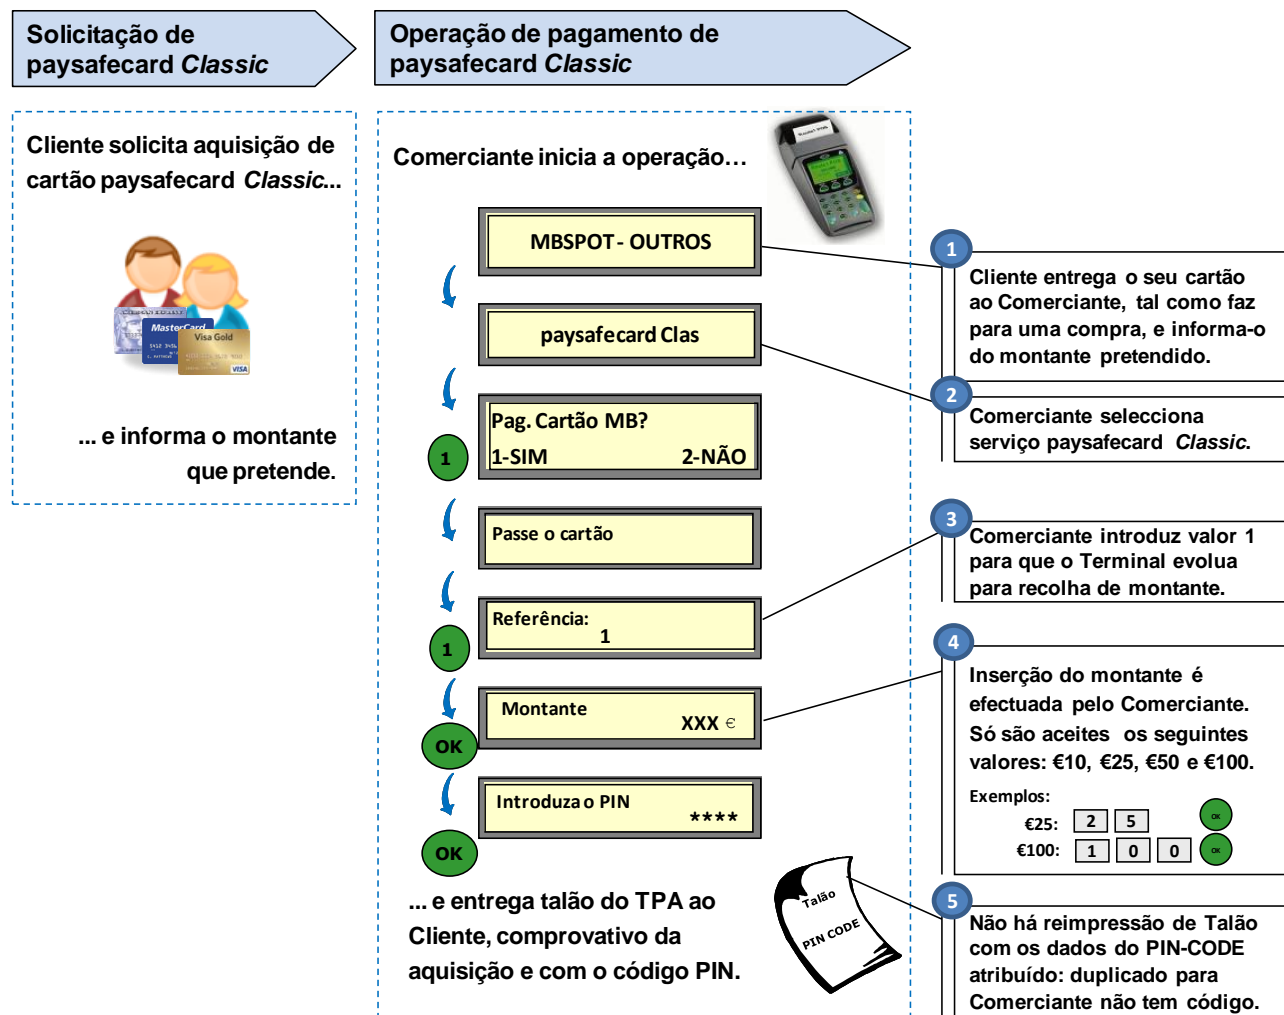 Solicitação de
paysafecard Classic
Operação de pagamento de
paysafecard Classic
Cliente solicita aquisição de
cartão paysafecard Classic...
MasterCard
Visa Gold
VISA
... e informa o montante
que pretende.
Comerciante inicia a operação...
MBSPOT - OUTROS
paysafecard Clas
Pag. Cartão MB?
1-SIM 2-NÃO
1
Passe o cartão
Referência:
1
1
Montante
XXX €
OK
Introduza o PIN
****
OK
... e entrega talão do TPA ao
Cliente, comprovativo da
aquisição e com o código PIN.
Talão
PIN CODE
1
Cliente entrega o seu cartão
ao Comerciante, tal como faz
para uma compra, e informa-o
do montante pretendido.
2
Comerciante selecciona
serviço paysafecard Classic.
3
Comerciante introduz valor 1
para que o Terminal evolua
para recolha de montante.
4
Inserção do montante é
efectuada pelo Comerciante.
Só são aceites os seguintes
valores: €10, €25, €50 e €100.
Exemplos:
€25: 2 5 OK
€100: 1 0 0 OK
5
Não há reimpressão de Talão
com os dados do PIN-CODE
atribuído: duplicado para
Comerciante não tem código.